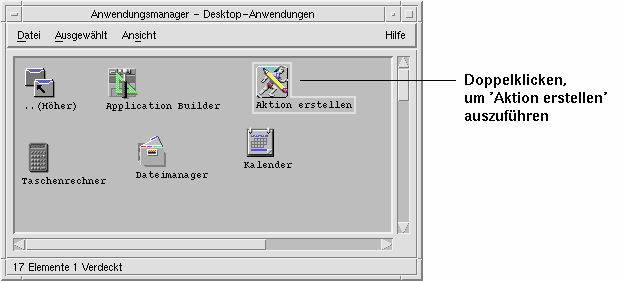 Anwendungsmanager - Desktop-Anwendungen
Datei Ausgewählt Ansicht Hilfe
..(Höher) Application Builder Aktion erstellen
Taschenrechner Dateimanager Kalender
17 Elemente 1 Verdeckt
Doppelklicken,
um 'Aktion erstellen'
auszuführen